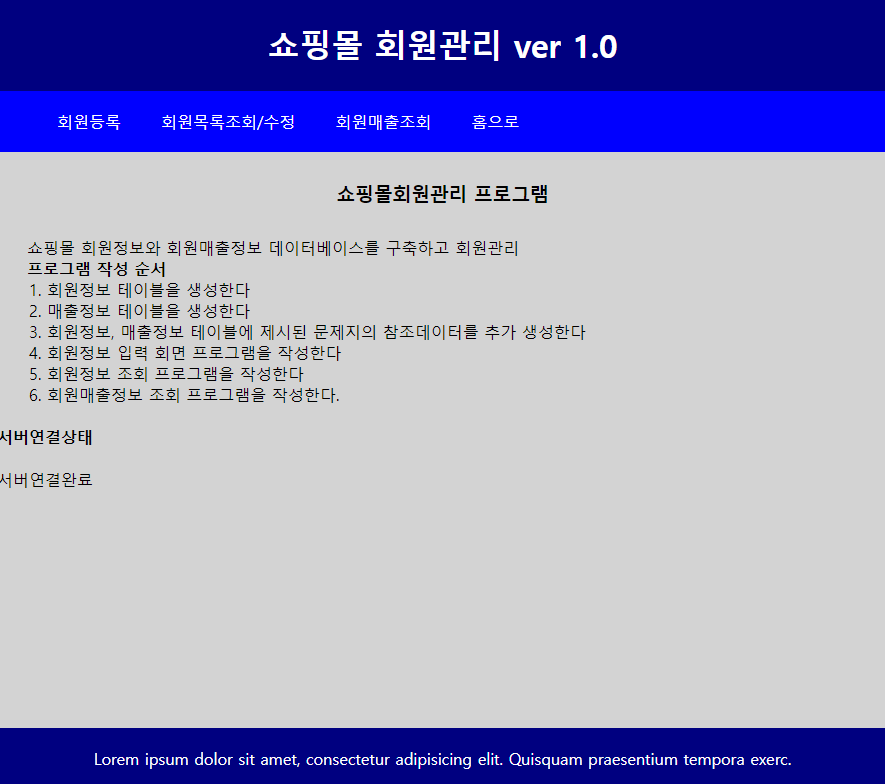 쇼핑몰 회원관리 ver 1.0
회원등록 회원목록조회/수정 회원매출조회 홈으로
쇼핑몰회원관리 프로그램
쇼핑몰 회원정보와 회원매출정보 데이터베이스를 구축하고 회원관리
프로그램 작성 순서
1. 회원정보 테이블을 생성한다
2. 매출정보 테이블을 생성한다
3. 회원정보, 매출정보 테이블에 제시된 문제지의 참조데이터를 추가 생성한다
4. 회원정보 입력 회면 프로그램을 작성한다
5. 회원정보 조회 프로그램을 작성한다
6. 회원매출정보 조회 프로그램을 작성한다.
서버연결상태
서버연결완료
Lorem ipsum dolor sit amet, consectetur adipisicing elit. Quisquam praesentium tempora exerc.